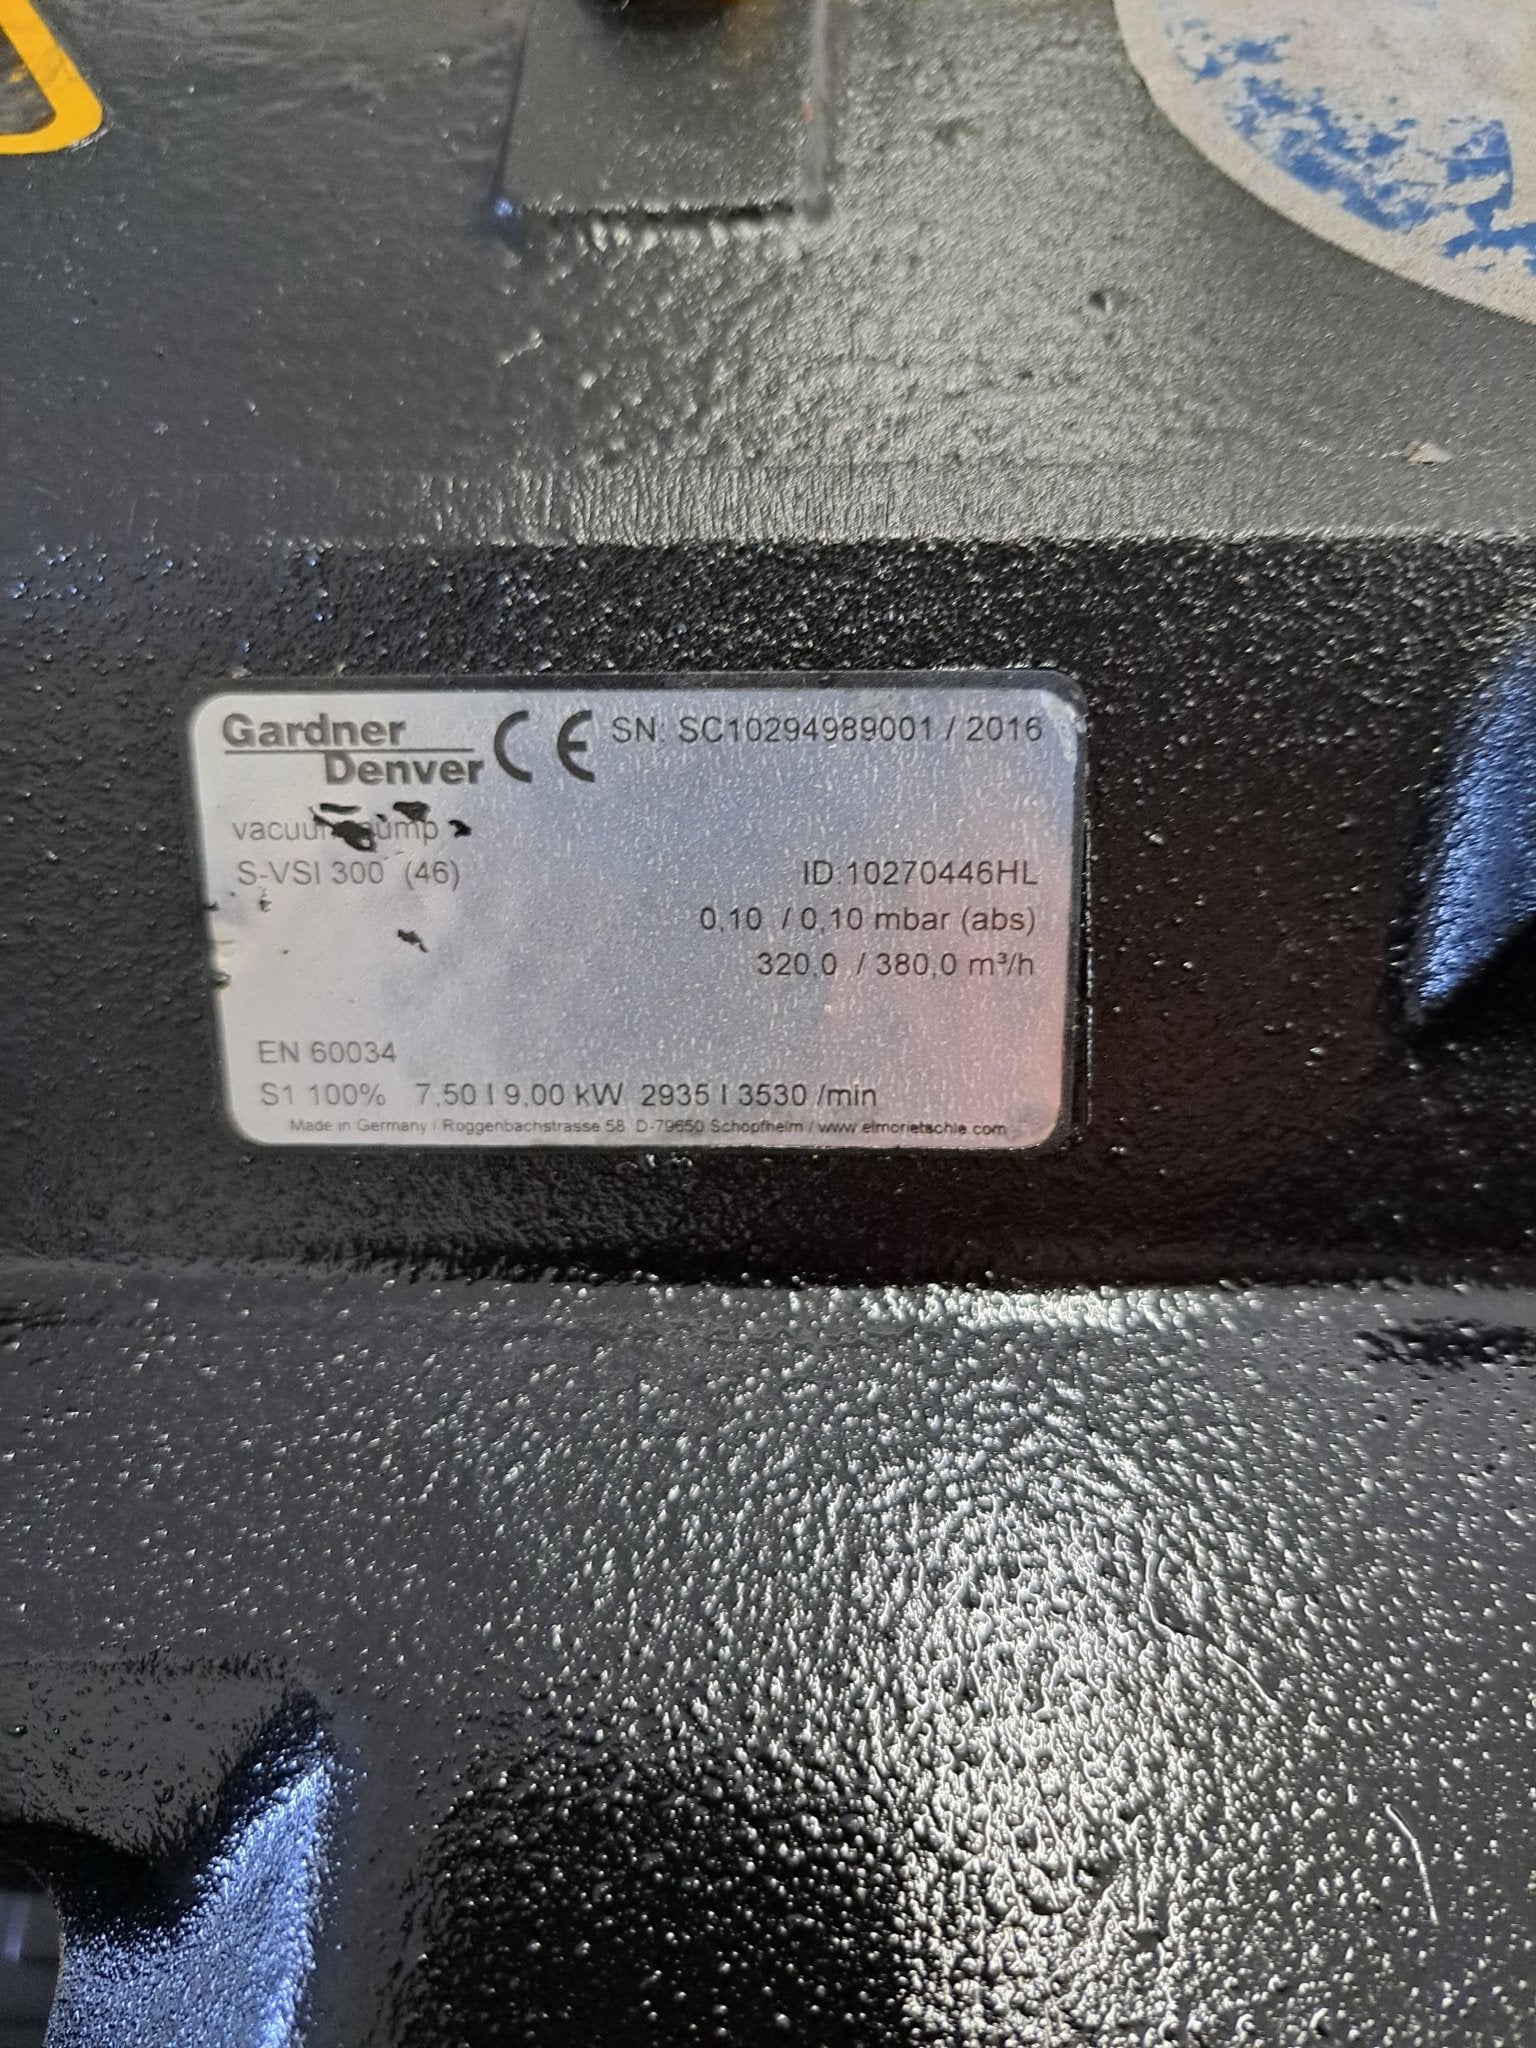 Gardner
Denver
CE SN: SC10294989001 / 2016
vacuum pump
S-VSI 300 (46) ID.10270446HL
0,10 / 0,10 mbar (abs)
320,0 / 380,0 m³/h
EN 60034
S1 100% 7,50 I 9,00 kW 2935 I 3530 /min
Made in Germany / Roggenbachstrasse 58 D-79650 Schopfheim / www.elmorietschle.com